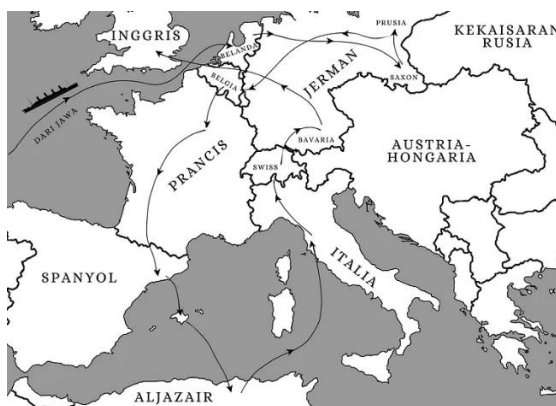 PRUSIA
INGGRIS
KEKAISARAN
RUSIA
BELANDA
JERMAN
BELGIA
SAXON
DARI JAWA
BAVARIA
AUSTRIA-
HONGARIA
PRANCIS
SWISS
ITALIA
SPANYOL
ALJAZAIR